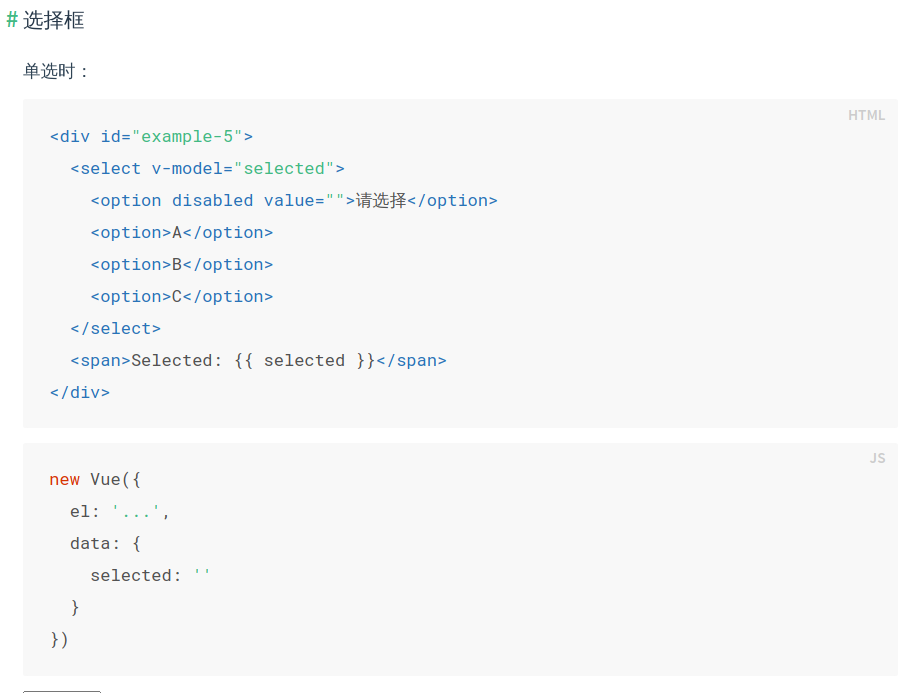 # 选择框
单选时：
HTML
<div id="example-5">
  <select v-model="selected">
    <option disabled value="">请选择</option>
    <option>A</option>
    <option>B</option>
    <option>C</option>
  </select>
  <span>Selected: {{ selected }}</span>
</div>
JS
new Vue({
  el: '...',
  data: {
    selected: ''
  }
})